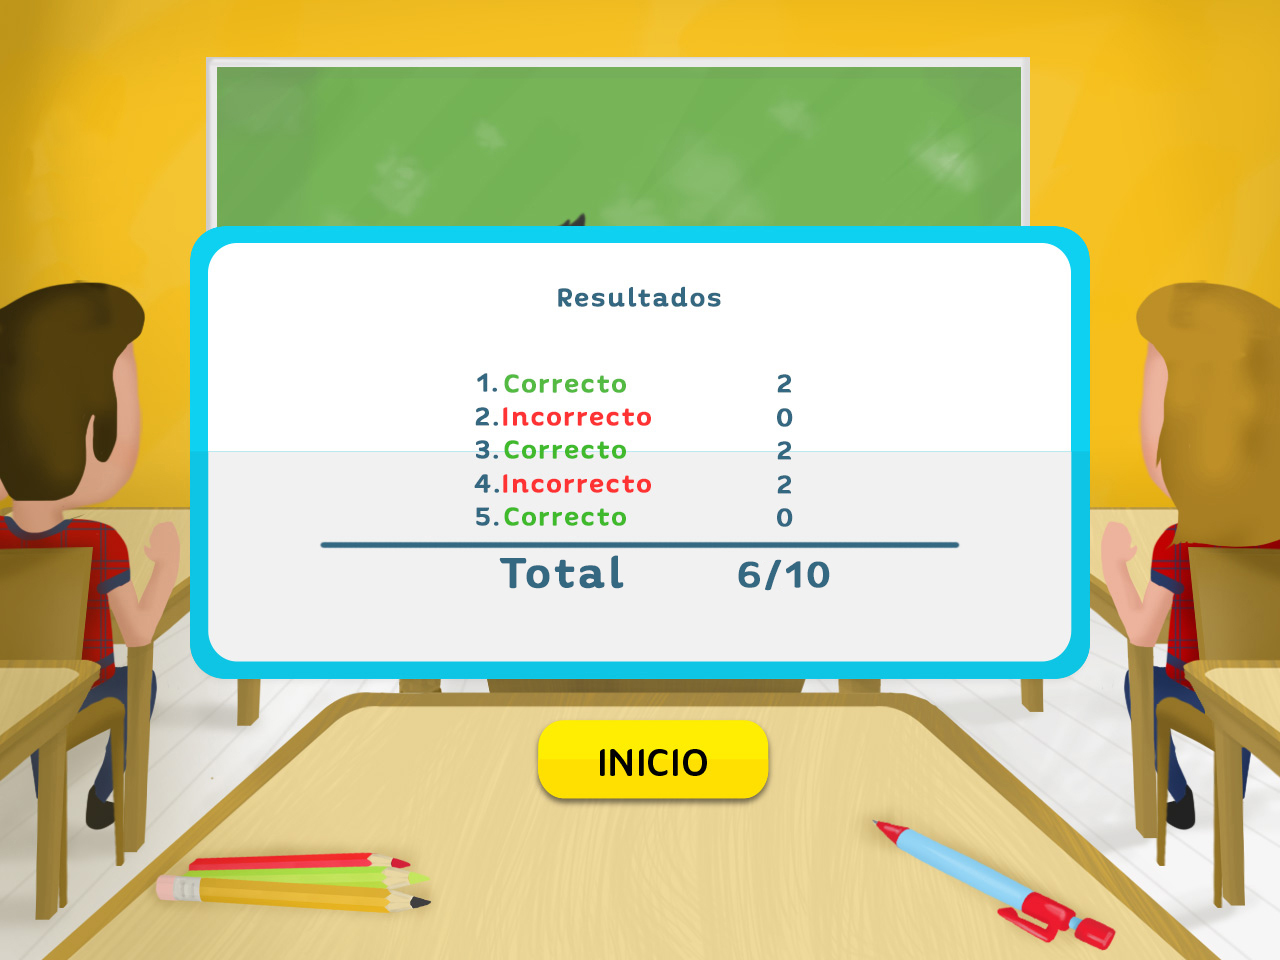 Resultados
1. Correcto 2
2. Incorrecto 0
3. Correcto 2
4. Incorrecto 2
5. Correcto 0
Total 6/10
INICIO